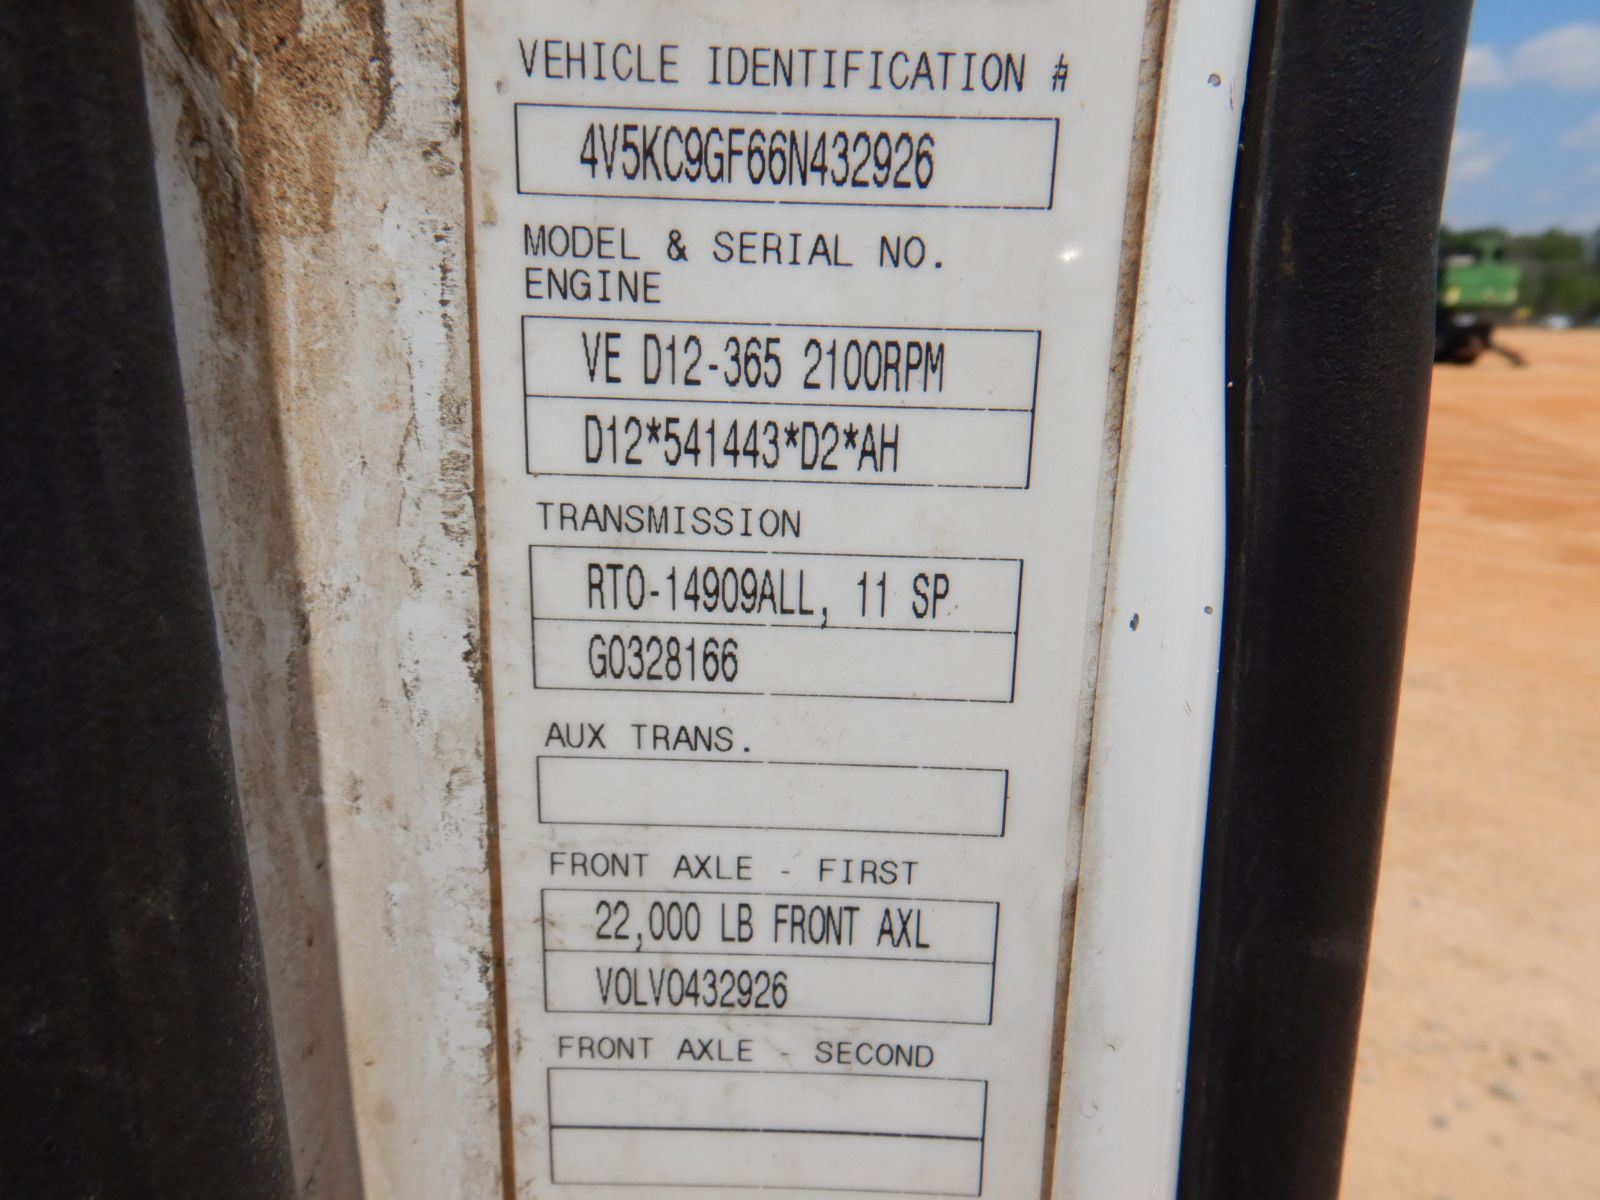 VEHICLE IDENTIFICATION #
4V5KC9GF66N432926
MODEL & SERIAL NO.
ENGINE
VE D12-365 2100RPM
D12*541443*D2*AH
TRANSMISSION
RTO-14909ALL, 11 SP
G0328166
AUX TRANS.
FRONT AXLE - FIRST
22,000 LB FRONT AXL
VOLVO432926
FRONT AXLE - SECOND